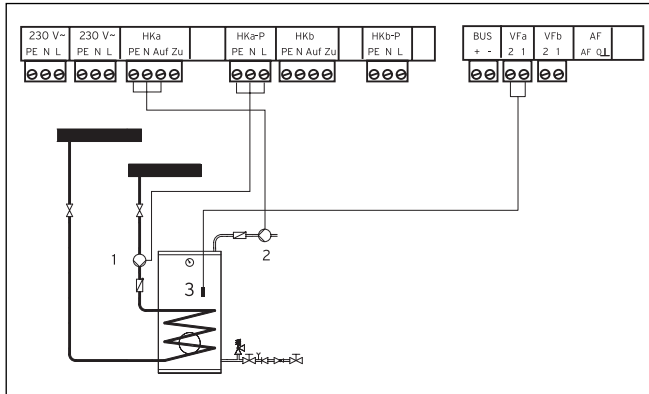 230 V~ 230 V~ HKa HKa-P HKb HKb-P BUS VFa VFb AF
PE N L PE N L PE N Auf Zu PE N L PE N Auf Zu PE N L + - 2 1 2 1 AF 0⊥
1
2
3